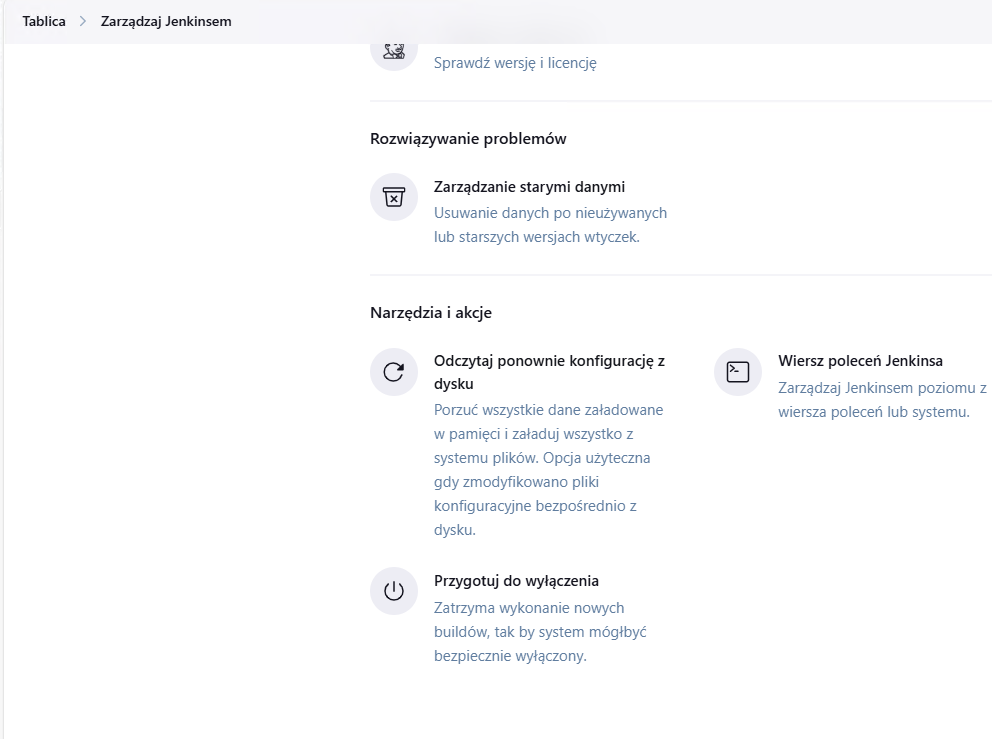 Tablica
Zarządzaj Jenkinsem
Sprawdź wersję i licencję
Rozwiązywanie problemów
Zarządzanie starymi danymi
Usuwanie danych po nieużywanych
lub starszych wersjach wtyczek.
Narzędzia i akcje
Odczytaj ponownie konfigurację z
dysku
Porzuć wszystkie dane załadowane
w pamięci i załaduj wszystko z
systemu plików. Opcja użyteczna
gdy zmodyfikowano pliki
konfiguracyjne bezpośrednio z
dysku.
Wiersz poleceń Jenkinsa
Zarządzaj Jenkinsem poziomu z
wiersza poleceń lub systemu.
Przygotuj do wyłączenia
Zatrzyma wykonanie nowych
buildów, tak by system mógłbyć
bezpiecznie wyłączony.